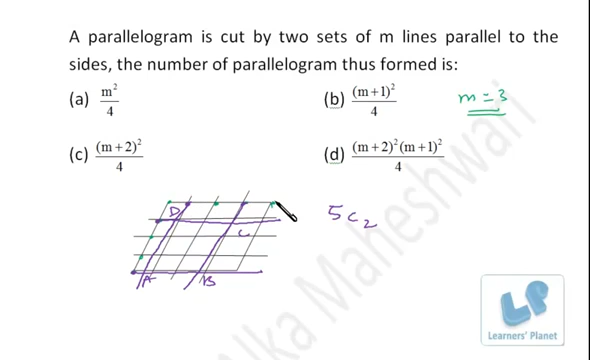 A parallelogram is cut by two sets of m lines parallel to the
sides, the number of parallelogram thus formed is:
(a) m²/4 (b) (m+1)²/4 m = 3
(c) (m+2)²/4 (d) (m+2)²(m+1)²/4
D C
A B
5C₂
Alka Maheshwari
LP
Learners' Planet